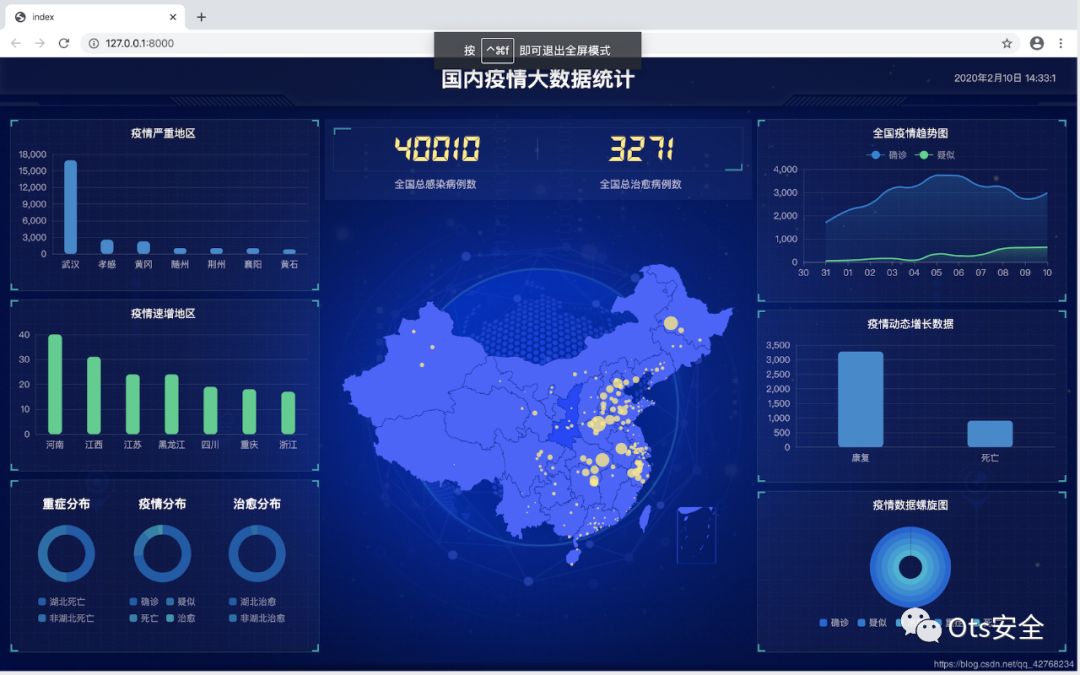 index
127.0.0.1:8000
按 ^⌘f 即可退出全屏模式
国内疫情大数据统计
2020年2月10日 14:33:1
疫情严重地区
18,000
15,000
12,000
9,000
6,000
3,000
0
武汉 孝感 黄冈 随州 荆州 襄阳 黄石
疫情速增地区
40
30
20
10
0
河南 江西 江苏 黑龙江 四川 重庆 浙江
重症分布 疫情分布 治愈分布
湖北死亡
非湖北死亡
确诊 疑似
死亡 治愈
湖北治愈
非湖北治愈
40010 3271
全国总感染病例数 全国总治愈病例数
全国疫情趋势图
确诊 疑似
4,000
3,000
2,000
1,000
0
30 31 01 02 03 04 05 06 07 08 09 10
疫情动态增长数据
3,500
3,000
2,500
2,000
1,500
1,000
500
0
康复 死亡
疫情数据螺旋图
确诊 疑似
Ots安全
https://blog.csdn.net/qq_42768234